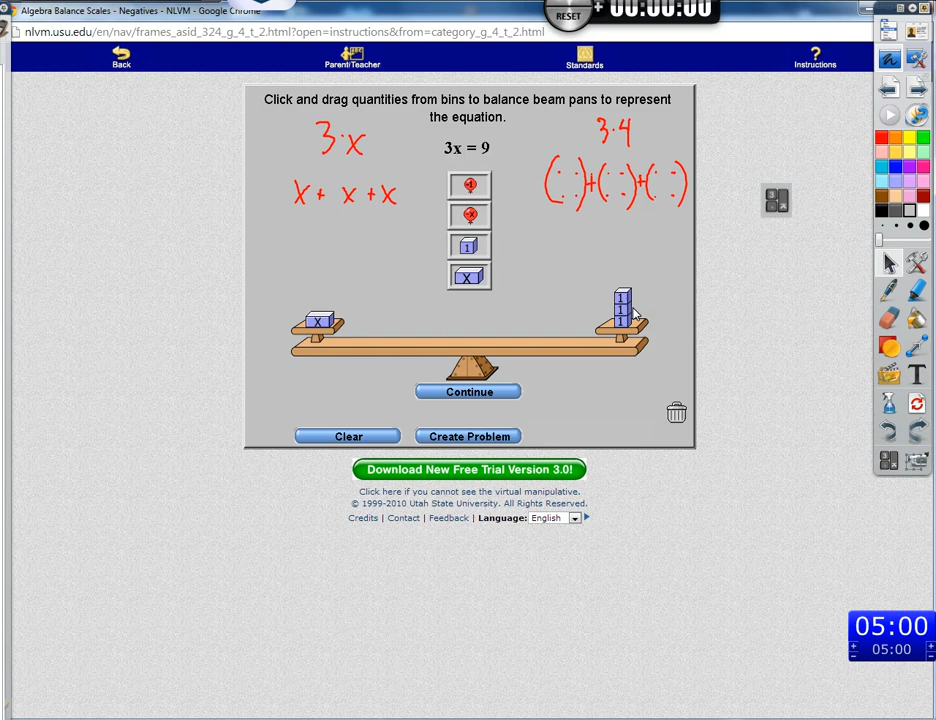 Algebra Balance Scales - Negatives - NLVM - Google Chrome
RESET
00:00:00
nlvm.usu.edu/en/nav/frames_asid_324_g_4_t_2.html?open=instructions&from=category_g_4_t_2.html
Back
Parent/Teacher
Standards
Instructions
Click and drag quantities from bins to balance beam pans to represent
the equation.
3·x
3x = 9
3·4
x + x + x
( : : ) + ( : : ) + ( : : )
-1
-X
1
X
X
1
1
1
Continue
Clear
Create Problem
Download New Free Trial Version 3.0!
Click here if you cannot see the virtual manipulative.
© 1999-2010 Utah State University. All Rights Reserved.
Credits | Contact | Feedback | Language: English
T
05:00
05:00